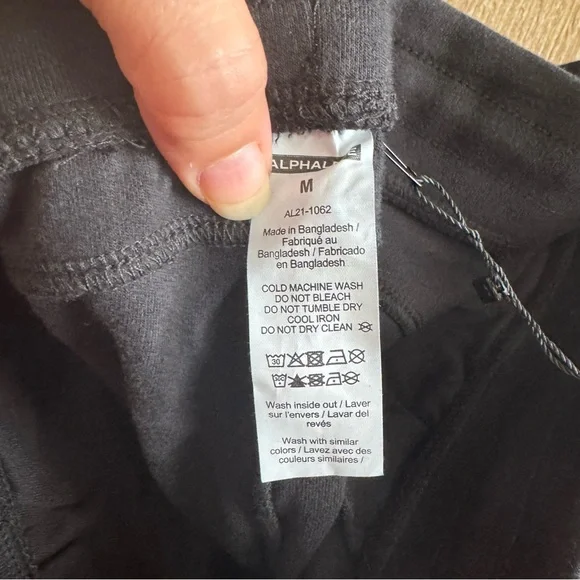 M
AL21-1062
Made in Bangladesh /
Fabriqué au
Bangladesh / Fabricado
en Bangladesh
COLD MACHINE WASH
DO NOT BLEACH
DO NOT TUMBLE DRY
COOL IRON
DO NOT DRY CLEAN
30
Wash inside out / Laver
sur l'envers / Lavar del
revés
Wash with similar
colors / Lavez avec des
couleurs similaires /